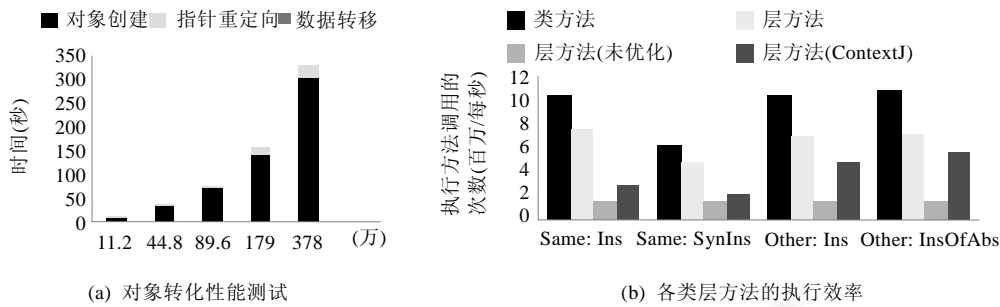 对象创建 指针重定向 数据转移
时间(秒)
350
300
250
200
150
100
50
0
11.2 44.8 89.6 179 378 (万)
(a) 对象转化性能测试
类方法 层方法
层方法(未优化) 层方法(ContextJ)
执行方法调用的
次数(百万/每秒)
12
10
8
6
4
2
0
Same: Ins Same: SynIns Other: Ins Other: InsOfAbs
(b) 各类层方法的执行效率